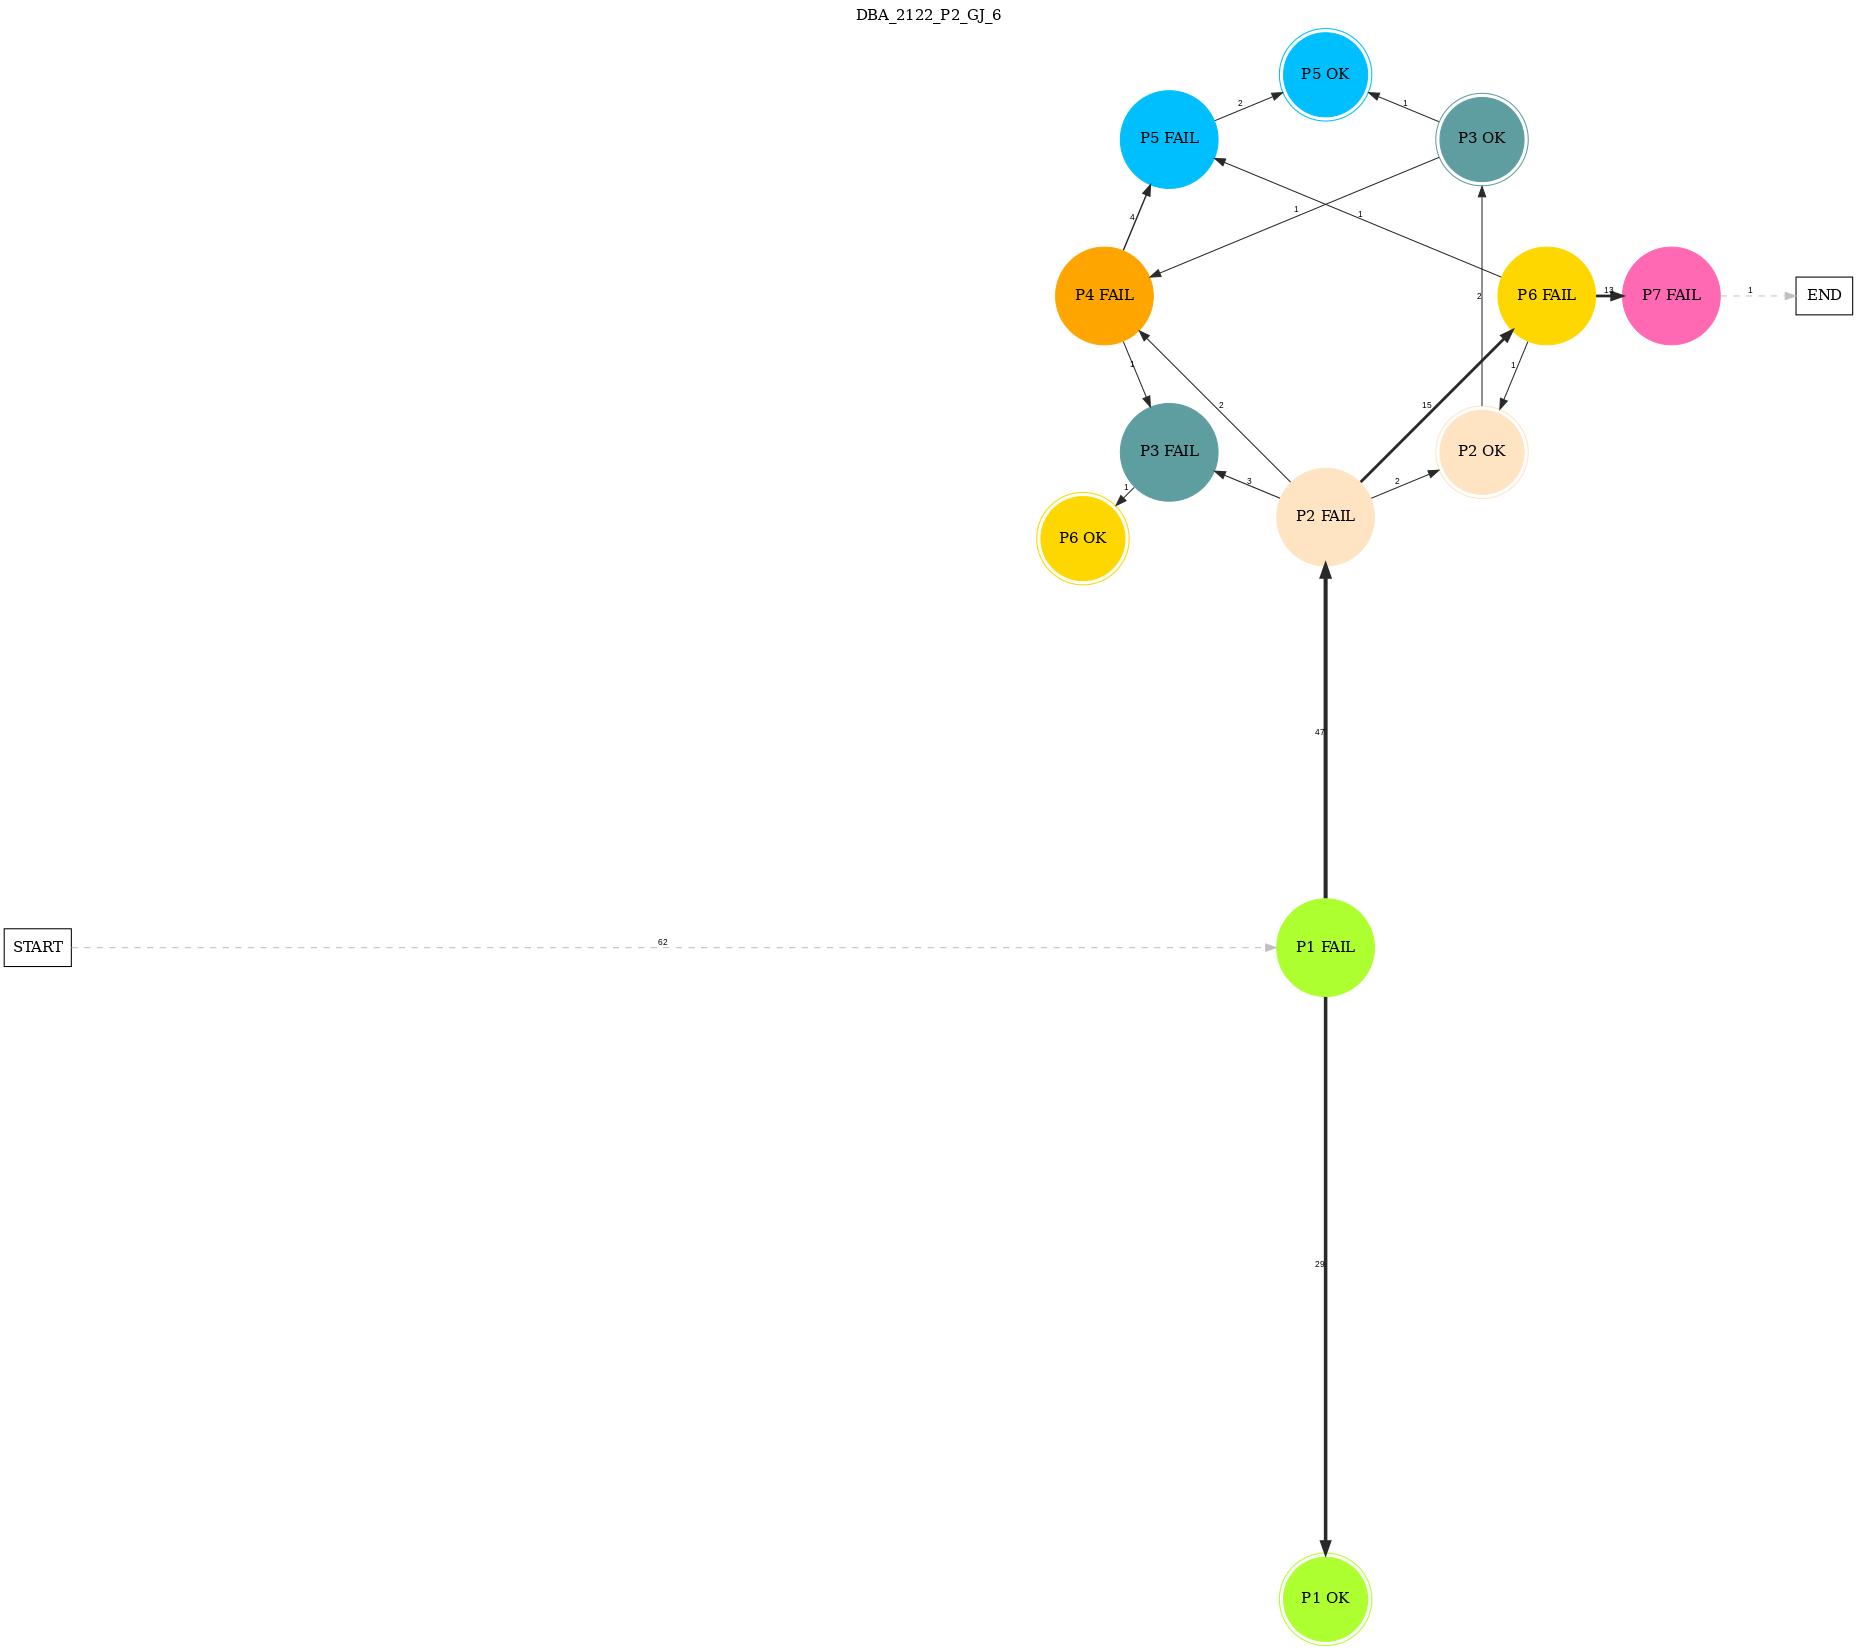 DBA_2122_P2_GJ_6
P5 OK
2
1
P5 FAIL
P3 OK
4
1
1
P4 FAIL
P6 FAIL
13
P7 FAIL
1
END
2
1
1
2
15
P3 FAIL
P2 OK
1
3
2
P6 OK
P2 FAIL
47
START
62
P1 FAIL
29
P1 OK